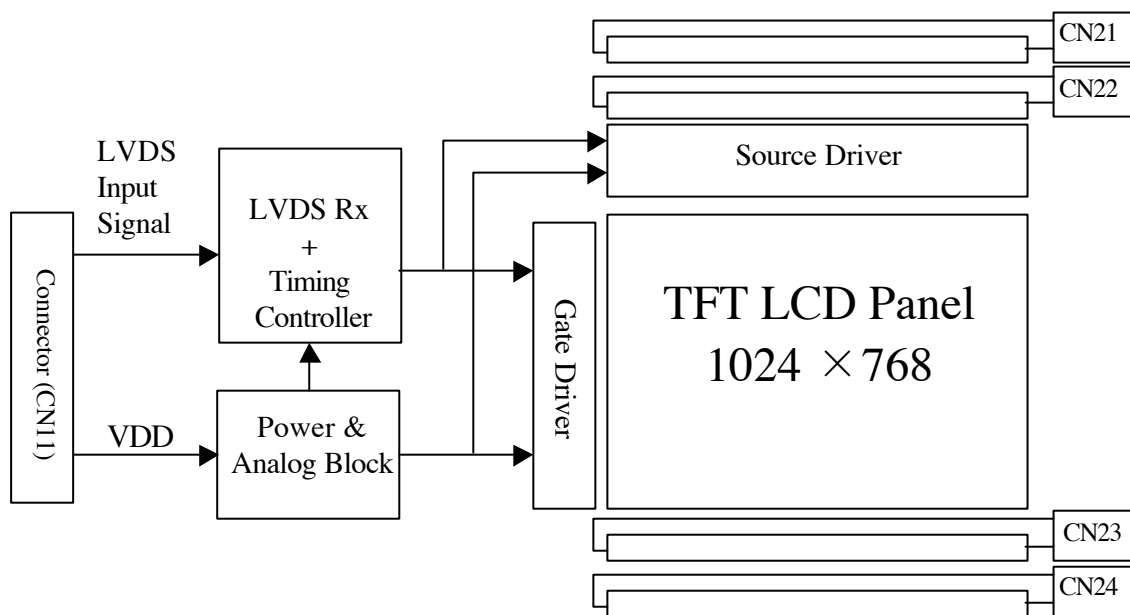 CN21
CN22
LVDS
Input
Signal
Source Driver
LVDS Rx
+
Timing
Controller
Connector (CN11)
Gate Driver
TFT LCD Panel
1024 ×768
VDD
Power &
Analog Block
CN23
CN24